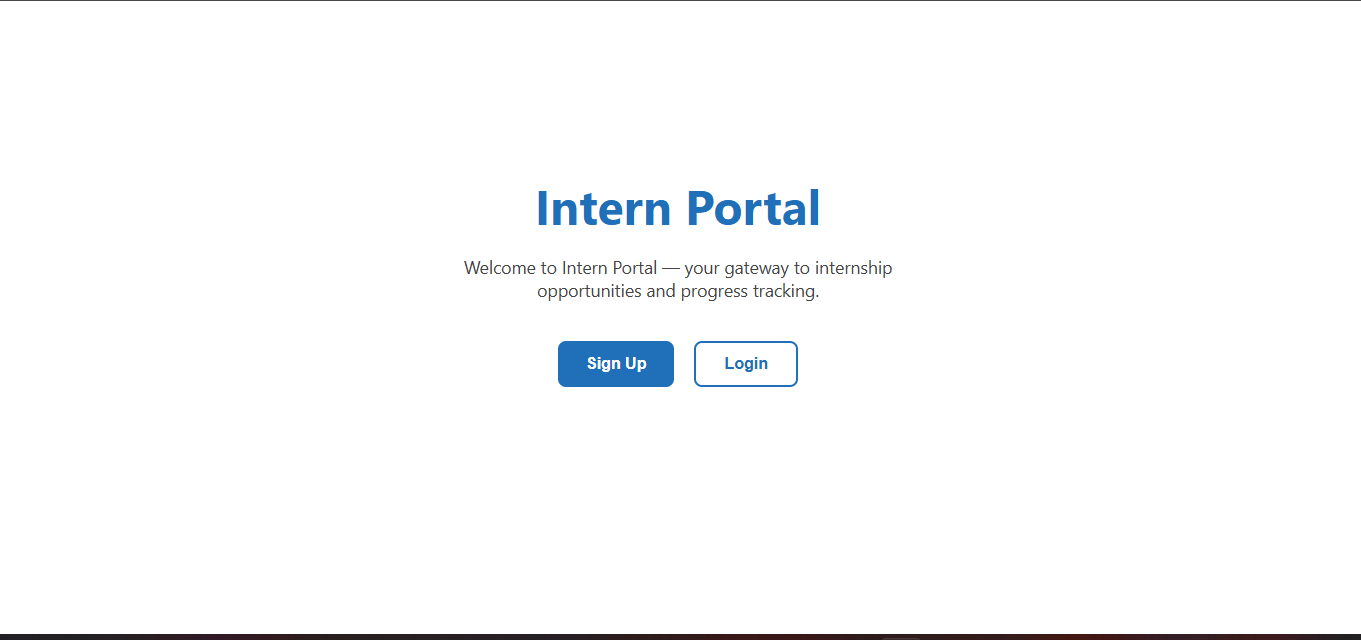 Intern Portal
Welcome to Intern Portal — your gateway to internship
opportunities and progress tracking.
Sign Up
Login